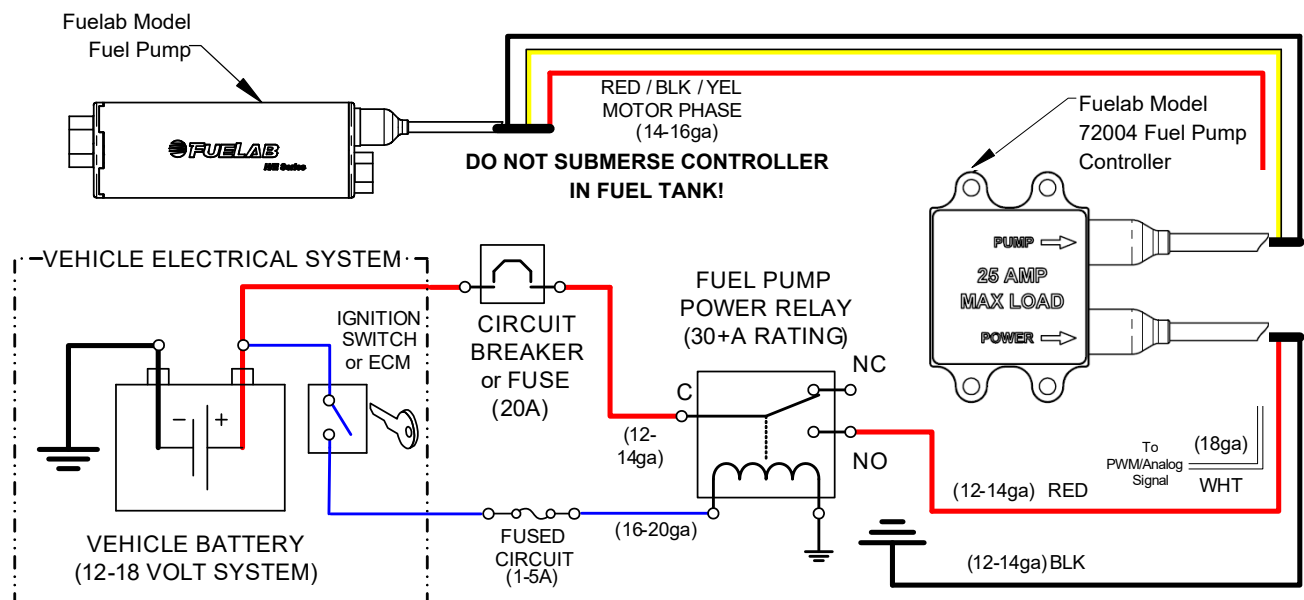 Fuelab Model
Fuel Pump
FUELAB
RED / BLK / YEL
MOTOR PHASE
(14-16ga)
DO NOT SUBMERSE CONTROLLER
IN FUEL TANK!
Fuelab Model
72004 Fuel Pump
Controller
PUMP
25 AMP
MAX LOAD
POWER
VEHICLE ELECTRICAL SYSTEM
IGNITION
SWITCH
or ECM
CIRCUIT
BREAKER
or FUSE
(20A)
FUEL PUMP
POWER RELAY
(30+A RATING)
NC
C
NO
(12-
14ga)
− +
VEHICLE BATTERY
(12-18 VOLT SYSTEM)
FUSED
CIRCUIT
(1-5A)
(16-20ga)
To
PWM/Analog
Signal
(18ga)
WHT
(12-14ga) RED
(12-14ga) BLK